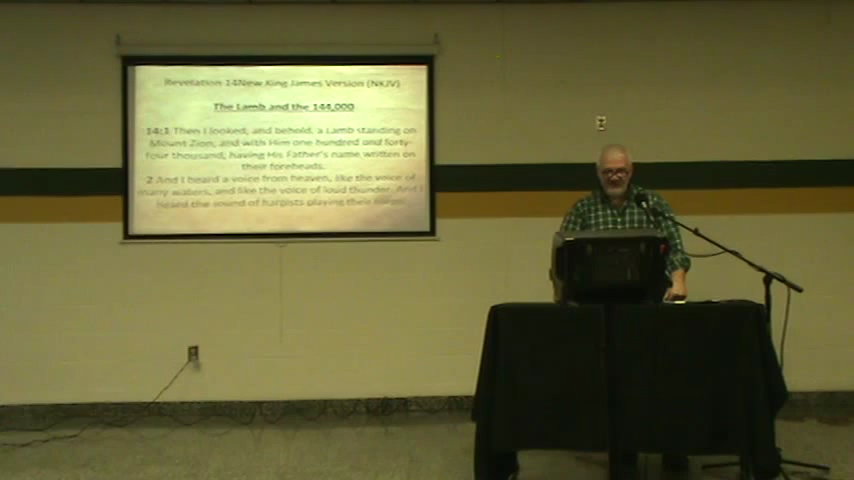 Revelation 14New King James Version (NKJV)
The Lamb and the 144,000
14:1 Then I looked, and behold, a Lamb standing on
Mount Zion, and with Him one hundred and forty-
four thousand, having His Father's name written on
their foreheads.
2 And I heard a voice from heaven, like the voice of
many waters, and like the voice of loud thunder. And I
heard the sound of harpists playing their harps.